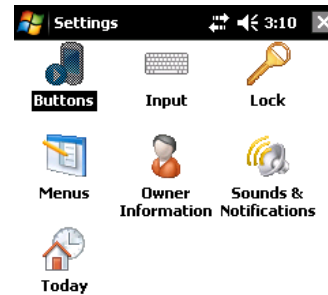 Settings 3:10
Buttons Input Lock
Menus Owner Information Sounds & Notifications
Today